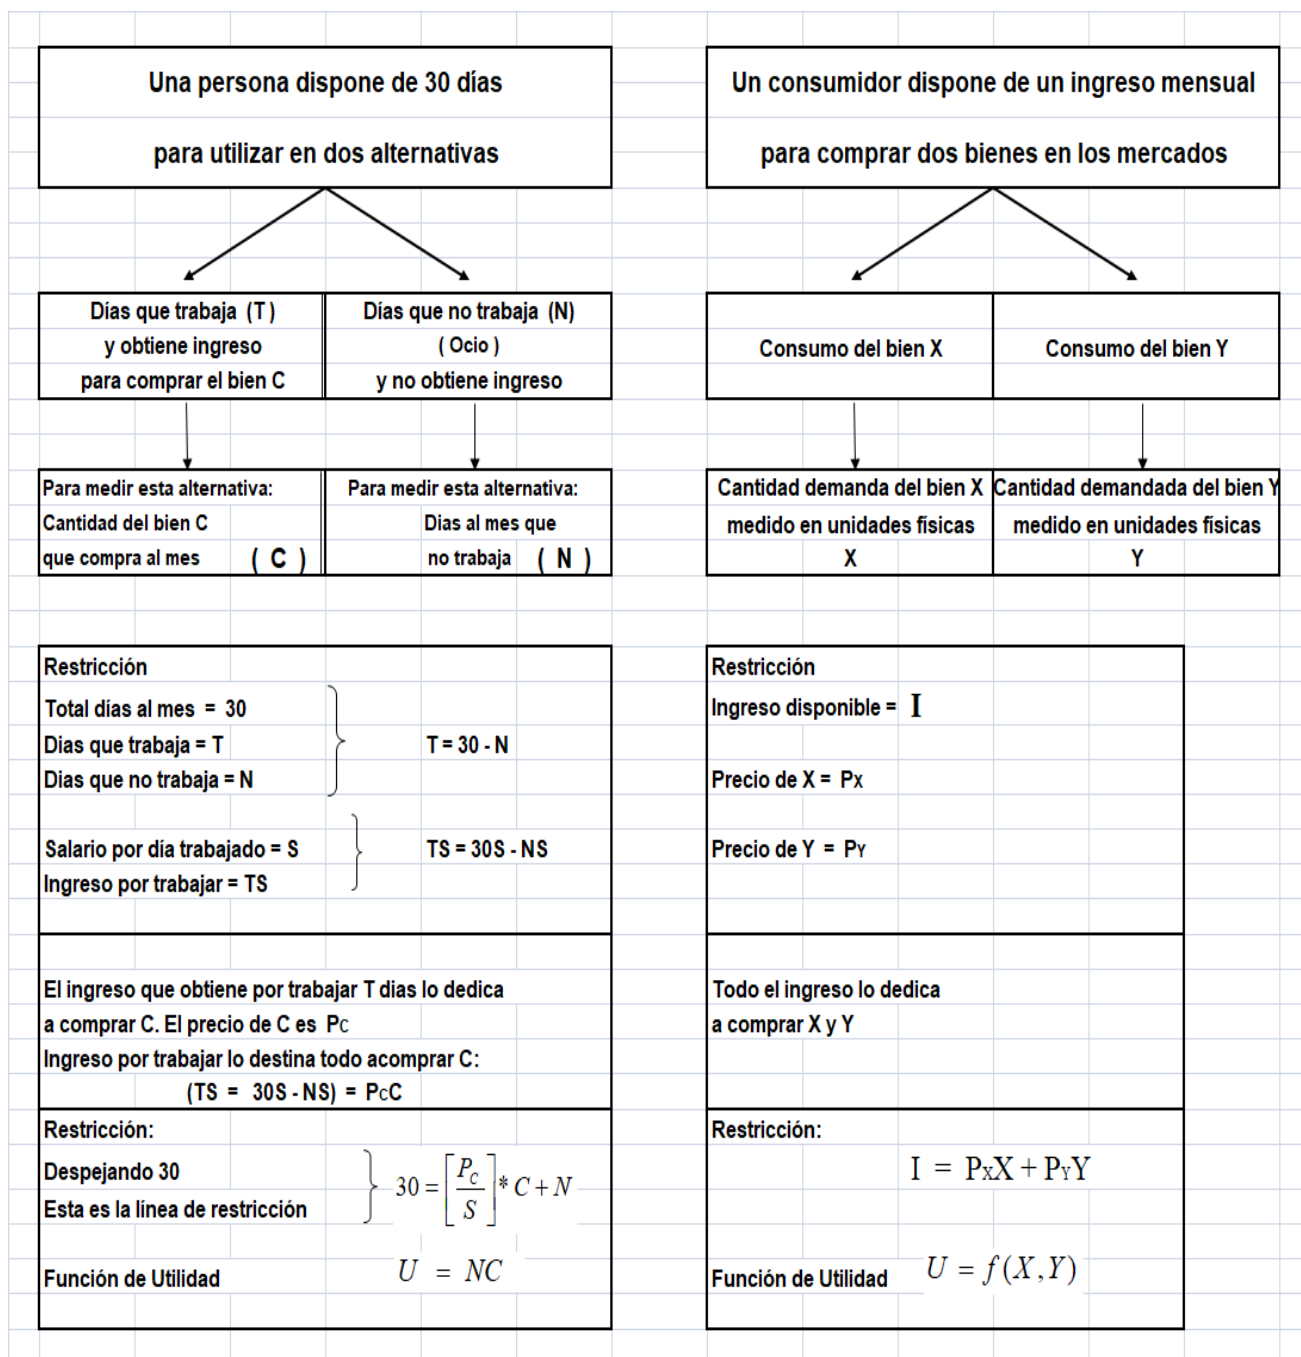 Una persona dispone de 30 días
para utilizar en dos alternativas
Días que trabaja (T)
y obtiene ingreso
para comprar el bien C
Días que no trabaja (N)
( Ocio )
y no obtiene ingreso
Para medir esta alternativa:
Cantidad del bien C
que compra al mes ( C )
Para medir esta alternativa:
Dias al mes que
no trabaja ( N )
Restricción
Total días al mes = 30
Dias que trabaja = T
Dias que no trabaja = N
T = 30 - N
Salario por día trabajado = S
Ingreso por trabajar = TS
TS = 30S - NS
El ingreso que obtiene por trabajar T dias lo dedica
a comprar C. El precio de C es PC
Ingreso por trabajar lo destina todo acomprar C:
(TS = 30S - NS) = PCC
Restricción:
Despejando 30
Esta es la línea de restricción
30 = [P_C / S] * C + N
Función de Utilidad U = NC
Un consumidor dispone de un ingreso mensual
para comprar dos bienes en los mercados
Consumo del bien X
Consumo del bien Y
Cantidad demanda del bien X
medido en unidades físicas
X
Cantidad demandada del bien Y
medido en unidades físicas
Y
Restricción
Ingreso disponible = I
Precio de X = PX
Precio de Y = PY
Todo el ingreso lo dedica
a comprar X y Y
Restricción:
I = PXX + PYY
Función de Utilidad U = f(X,Y)